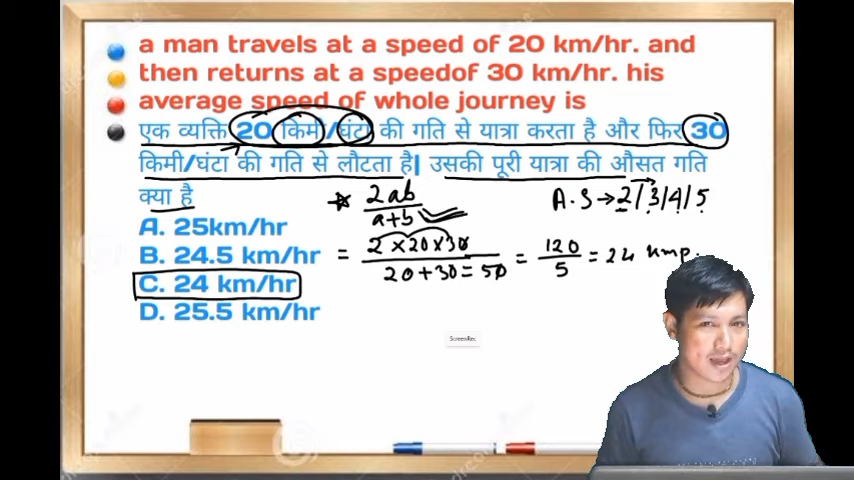 a man travels at a speed of 20 km/hr. and
then returns at a speedof 30 km/hr. his
average speed of whole journey is
एक व्यक्ति 20 किमी/घंटा की गति से यात्रा करता है और फिर 30
किमी/घंटा की गति से लौटता है| उसकी पूरी यात्रा की औसत गति
क्या है
2ab
a+b
A.S→2/3/4/5
A. 25km/hr
B. 24.5 km/hr
= 2×20×30
20+30=50
= 120
5
= 24 kmp.
C. 24 km/hr
D. 25.5 km/hr
ScreenRec